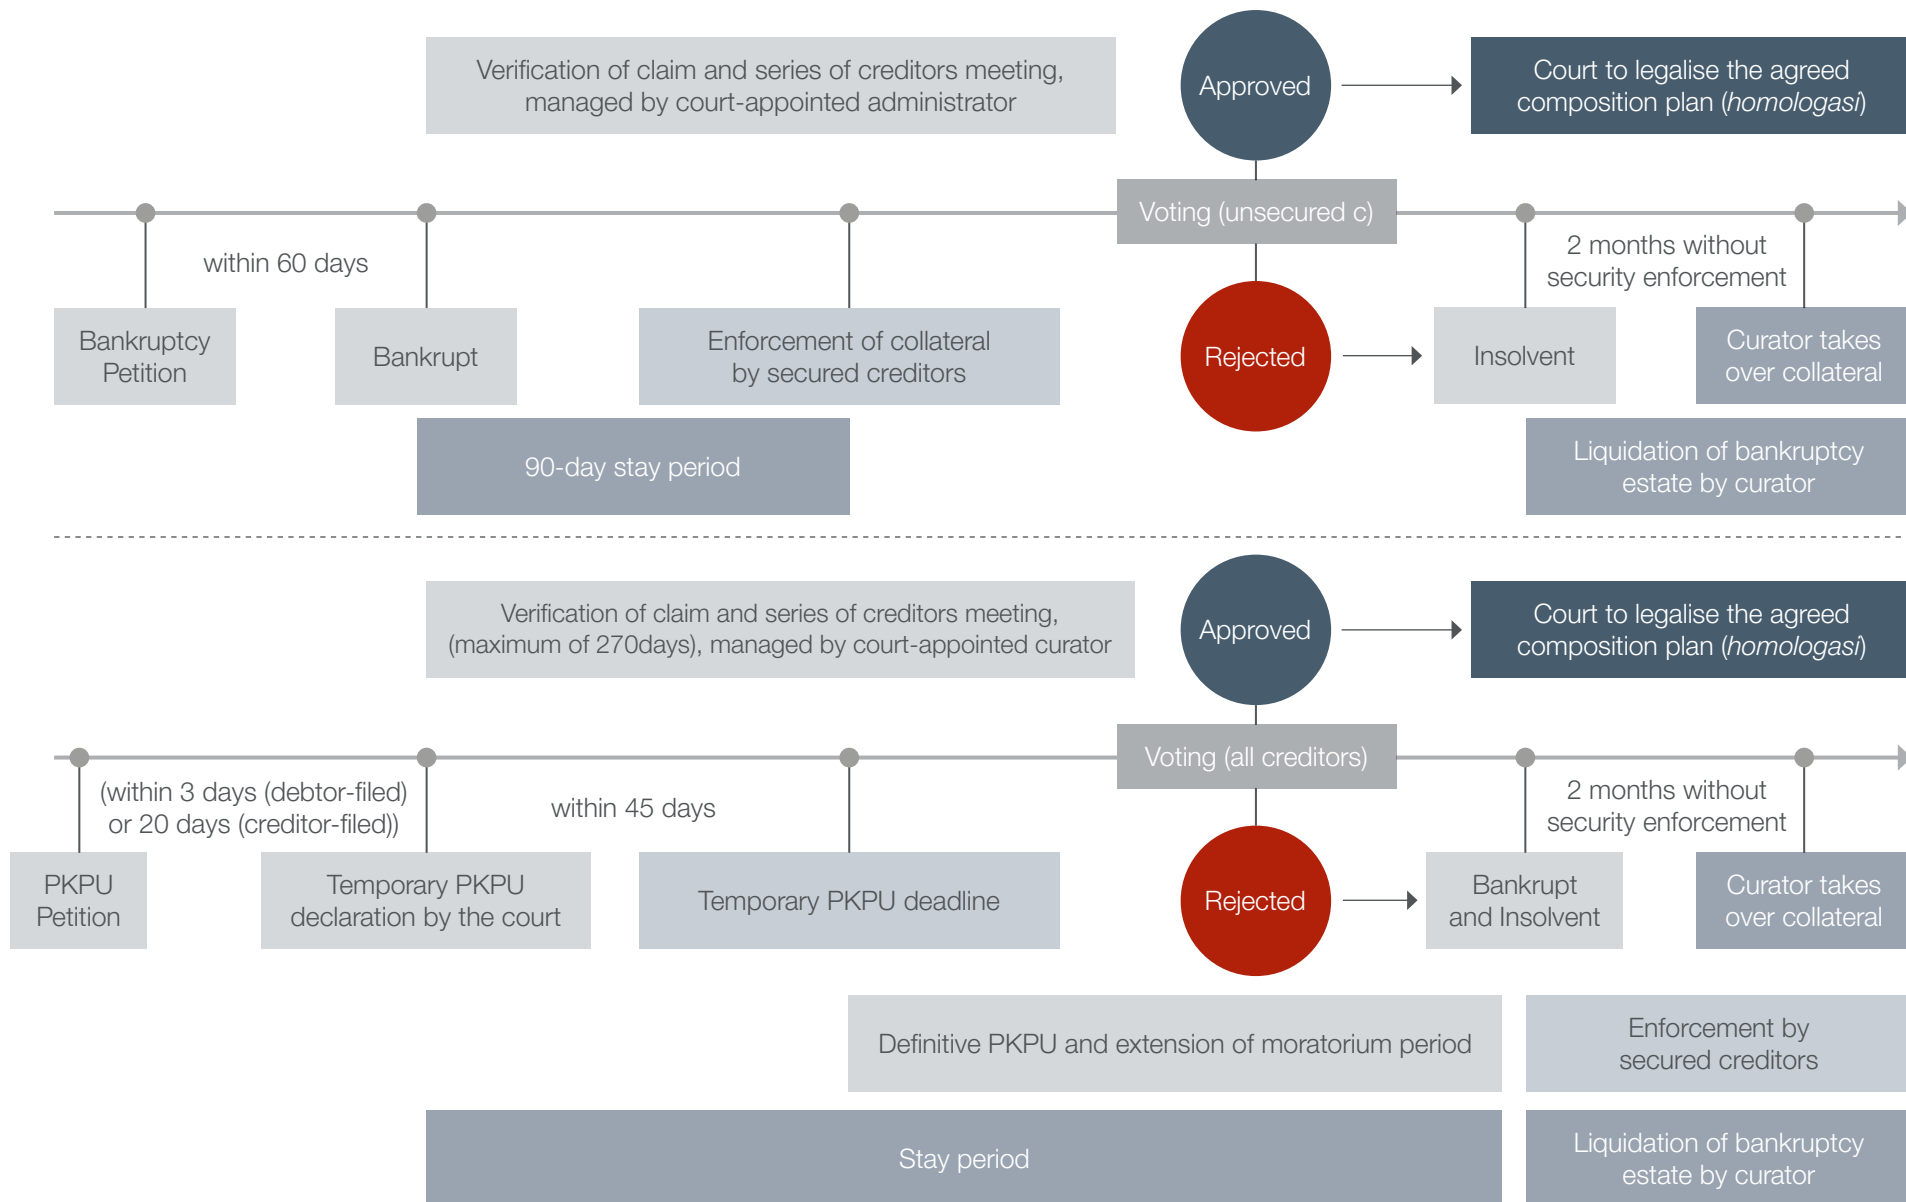 Verification of claim and series of creditors meeting,
managed by court-appointed administrator
Approved
Court to legalise the agreed
composition plan (homologasi)
Voting (unsecured c)
within 60 days
2 months without
security enforcement
Bankruptcy
Petition
Bankrupt
Enforcement of collateral
by secured creditors
Rejected
Insolvent
Curator takes
over collateral
90-day stay period
Liquidation of bankruptcy
estate by curator
Verification of claim and series of creditors meeting,
(maximum of 270days), managed by court-appointed curator
Approved
Court to legalise the agreed
composition plan (homologasi)
Voting (all creditors)
(within 3 days (debtor-filed)
or 20 days (creditor-filed))
within 45 days
2 months without
security enforcement
PKPU
Petition
Temporary PKPU
declaration by the court
Temporary PKPU deadline
Rejected
Bankrupt
and Insolvent
Curator takes
over collateral
Definitive PKPU and extension of moratorium period
Enforcement by
secured creditors
Stay period
Liquidation of bankruptcy
estate by curator